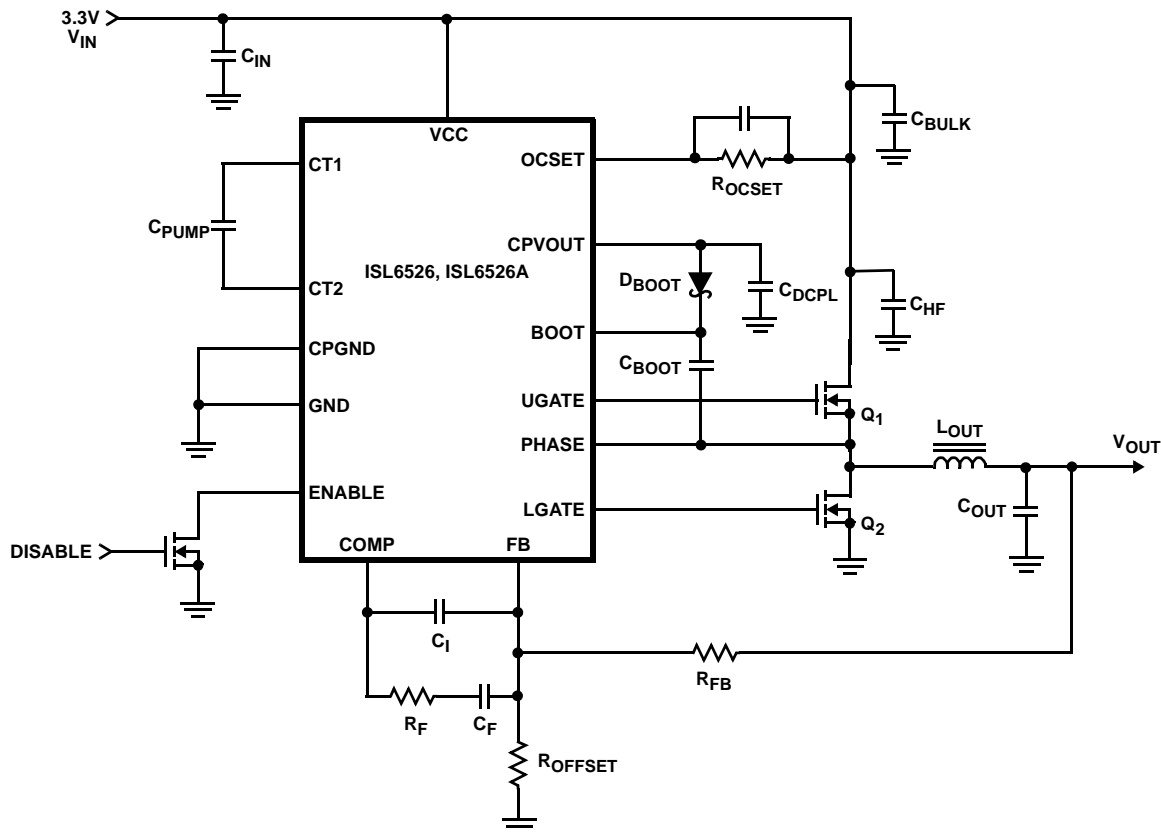 3.3V
VIN
CIN
CBULK
VCC
CT1
OCSET
ROCSET
CPUMP
CPVOUT
ISL6526, ISL6526A
DBOOT
CDCPL
CT2
CHF
BOOT
CPGND
CBOOT
UGATE
GND
Q1
PHASE
LOUT
VOUT
ENABLE
LGATE
COUT
Q2
DISABLE
COMP
FB
CI
RFB
RF
CF
ROFFSET